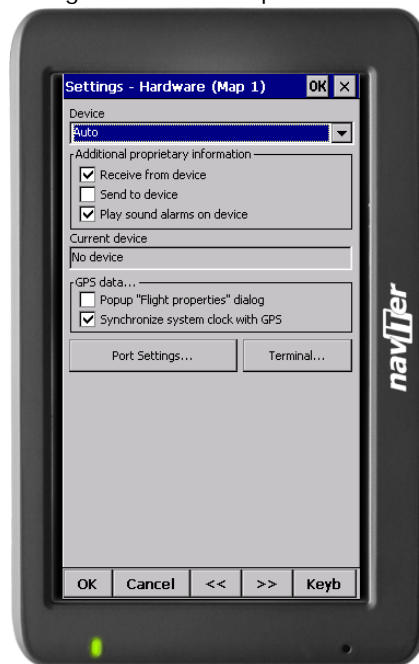 Settings - Hardware (Map 1) OK ×
Device
Auto
Additional proprietary information
Receive from device
Send to device
Play sound alarms on device
Current device
No device
GPS data...
Popup "Flight properties" dialog
Synchronize system clock with GPS
Port Settings... Terminal...
OK Cancel << >> Keyb
naviter